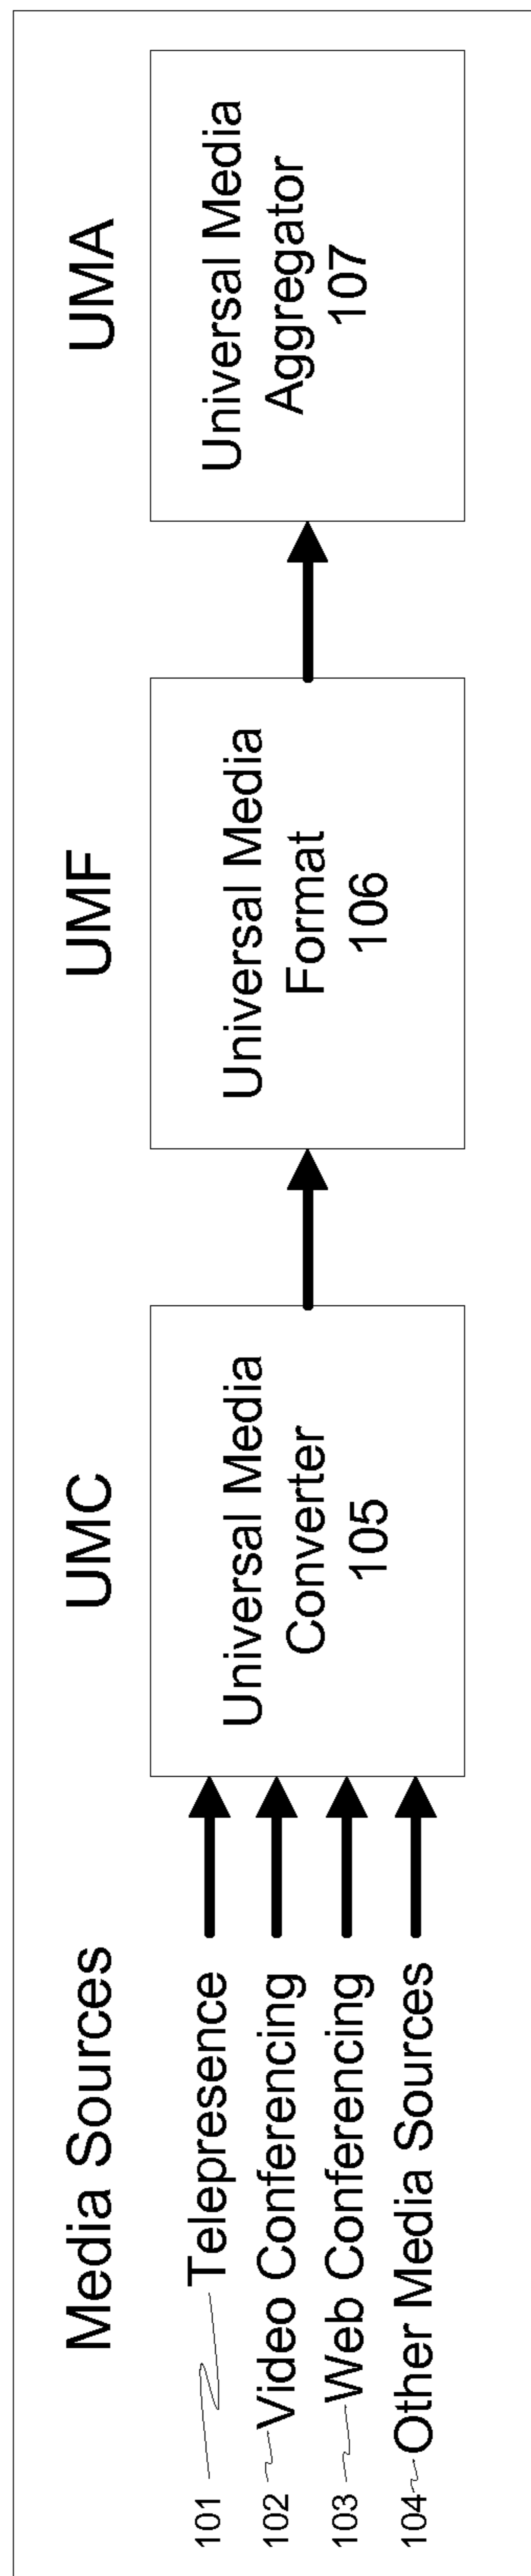 Media Sources
101 Telepresence
102 Video Conferencing
103 Web Conferencing
104 Other Media Sources
UMC
Universal Media
Converter
105
UMF
Universal Media
Format
106
UMA
Universal Media
Aggregator
107